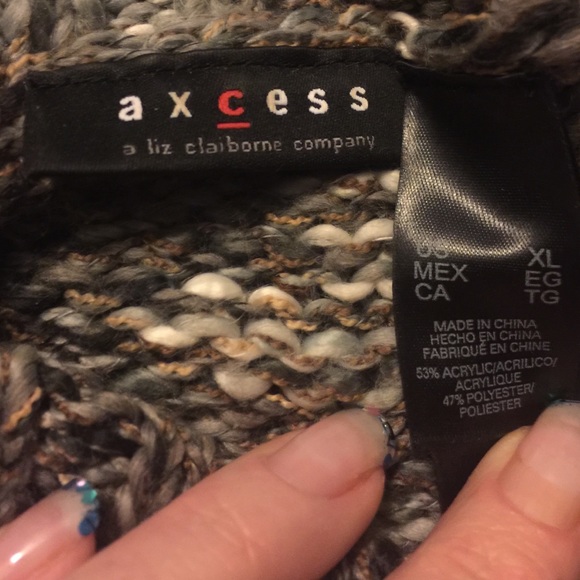 axcess
a liz claiborne company
US XL
MEX EG
CA TG
MADE IN CHINA
HECHO EN CHINA
FABRIQUÉ EN CHINE
53% ACRYLIC/ACRILICO/
ACRYLIQUE
47% POLYESTER/
POLIESTER